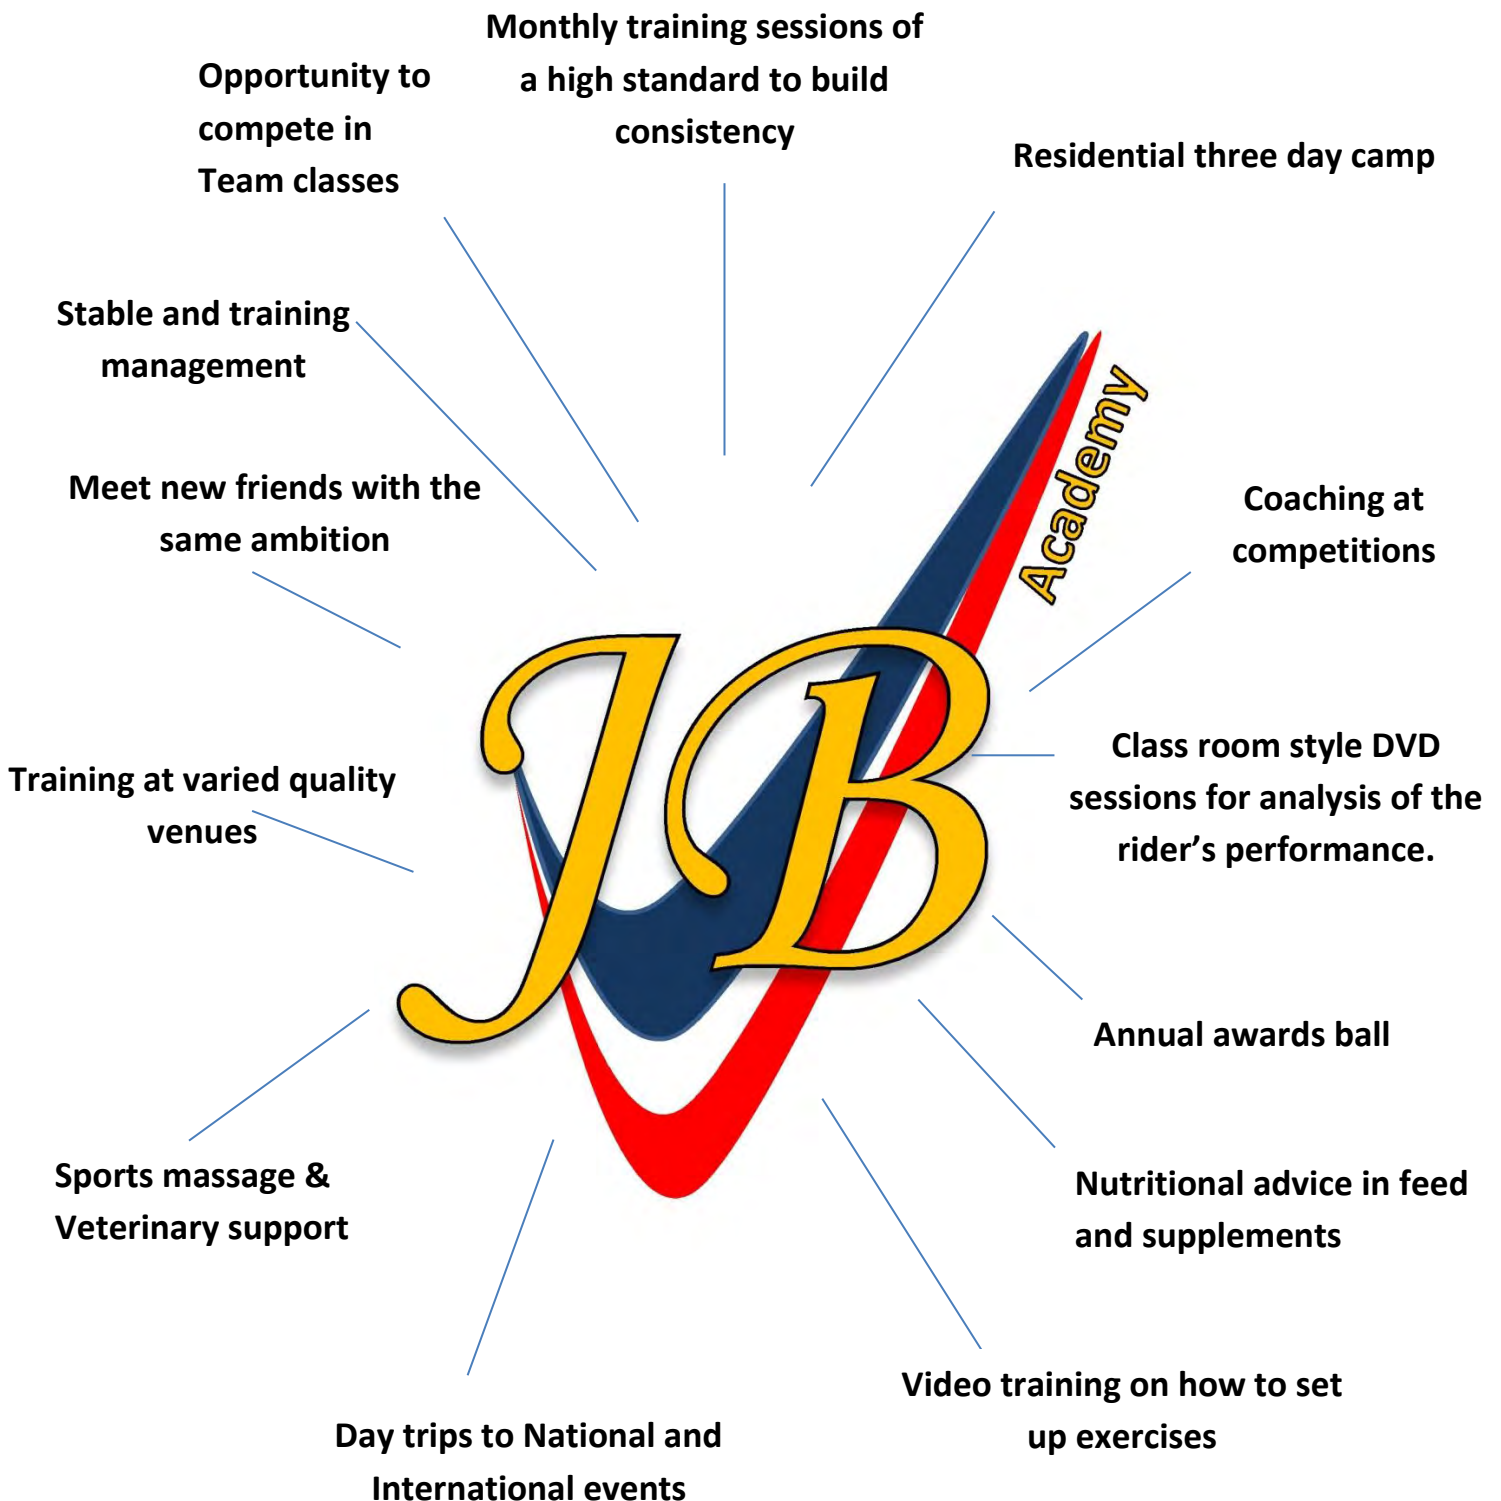 Monthly training sessions of
a high standard to build
consistency
Opportunity to
compete in
Team classes
Residential three day camp
Stable and training
management
Meet new friends with the
same ambition
Academy
Coaching at
competitions
JB
Class room style DVD
sessions for analysis of the
rider’s performance.
Training at varied quality
venues
Annual awards ball
Sports massage &
Veterinary support
Nutritional advice in feed
and supplements
Video training on how to set
up exercises
Day trips to National and
International events